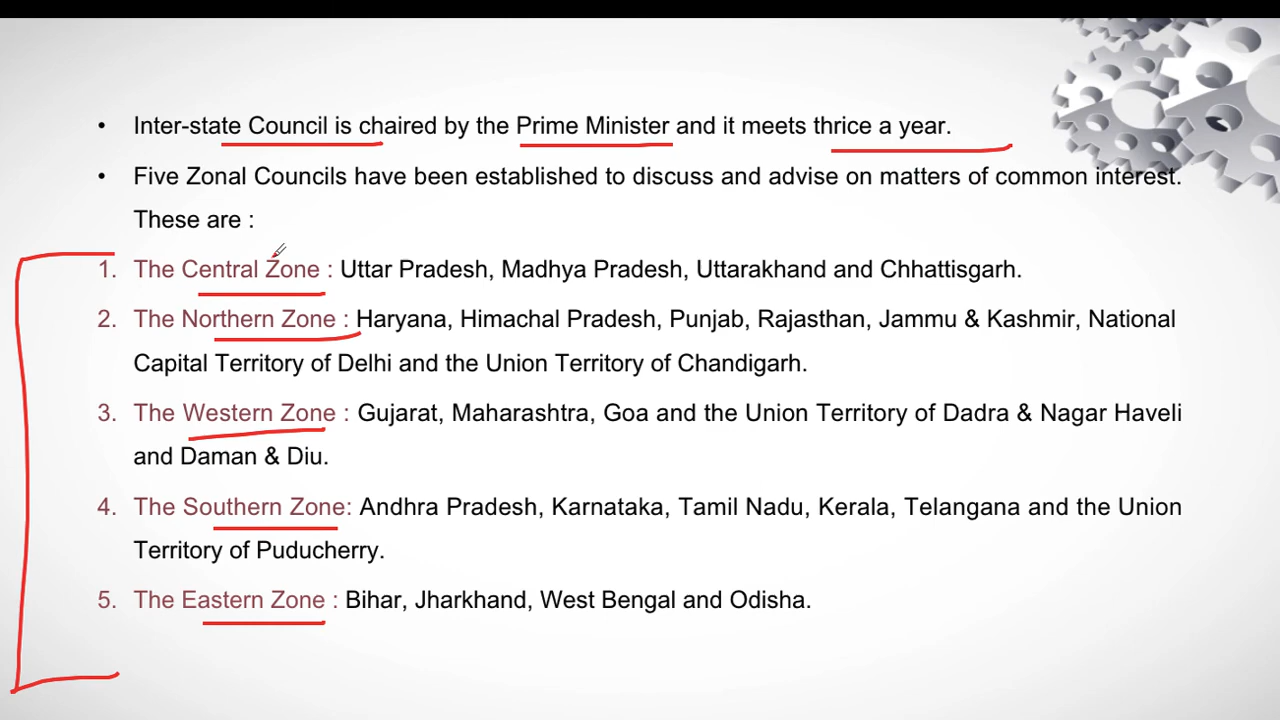 • Inter-state Council is chaired by the Prime Minister and it meets thrice a year.
• Five Zonal Councils have been established to discuss and advise on matters of common interest.
These are :
1. The Central Zone : Uttar Pradesh, Madhya Pradesh, Uttarakhand and Chhattisgarh.
2. The Northern Zone : Haryana, Himachal Pradesh, Punjab, Rajasthan, Jammu & Kashmir, National
Capital Territory of Delhi and the Union Territory of Chandigarh.
3. The Western Zone : Gujarat, Maharashtra, Goa and the Union Territory of Dadra & Nagar Haveli
and Daman & Diu.
4. The Southern Zone: Andhra Pradesh, Karnataka, Tamil Nadu, Kerala, Telangana and the Union
Territory of Puducherry.
5. The Eastern Zone : Bihar, Jharkhand, West Bengal and Odisha.